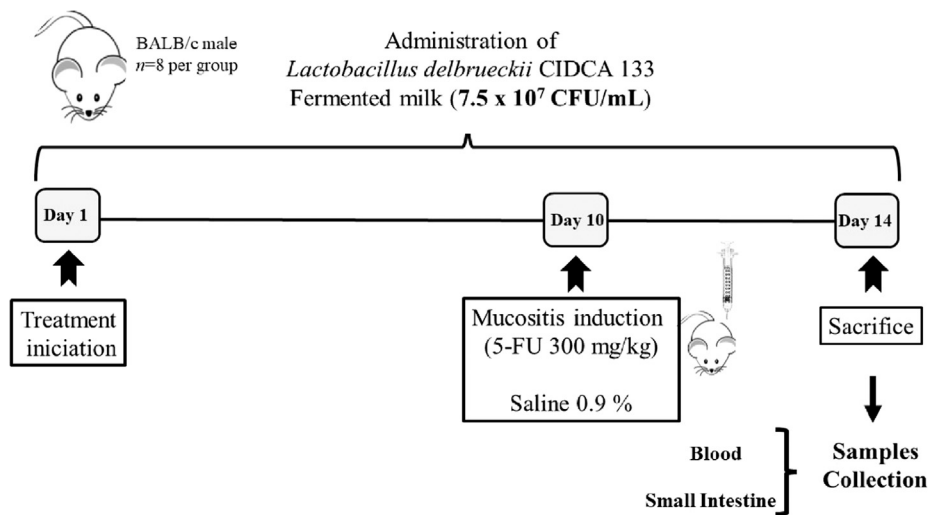 BALB/c male
n=8 per group
Administration of
Lactobacillus delbrueckii CIDCA 133
Fermented milk (7.5 x 10⁷ CFU/mL)
Day 1
Day 10
Day 14
Treatment
iniciation
Mucositis induction
(5-FU 300 mg/kg)
Saline 0.9 %
Sacrifice
Blood
Small Intestine
Samples
Collection